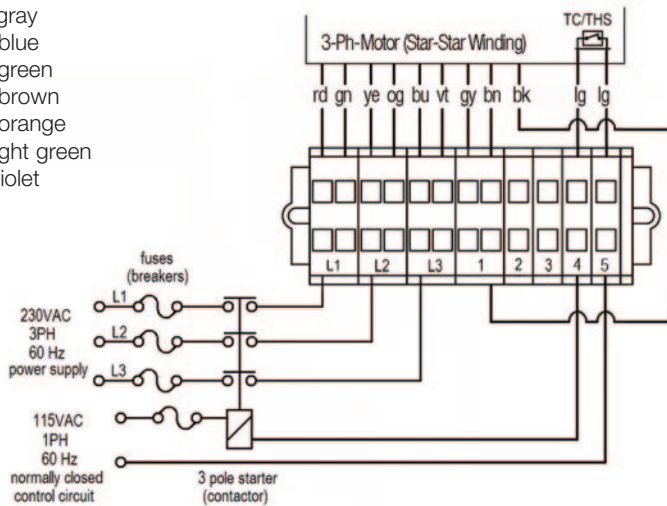 gray
blue
green
brown
orange
ght green
iolet
TC/THS
3-Ph-Motor (Star-Star Winding)
rd gn ye og bu vt gy bn bk lg lg
L1 L2 L3 1 2 3 4 5
fuses
(breakers)
L1
L2
L3
230VAC
3PH
60 Hz
power supply
115VAC
1PH
60 Hz
normally closed
control circuit
3 pole starter
(contactor)